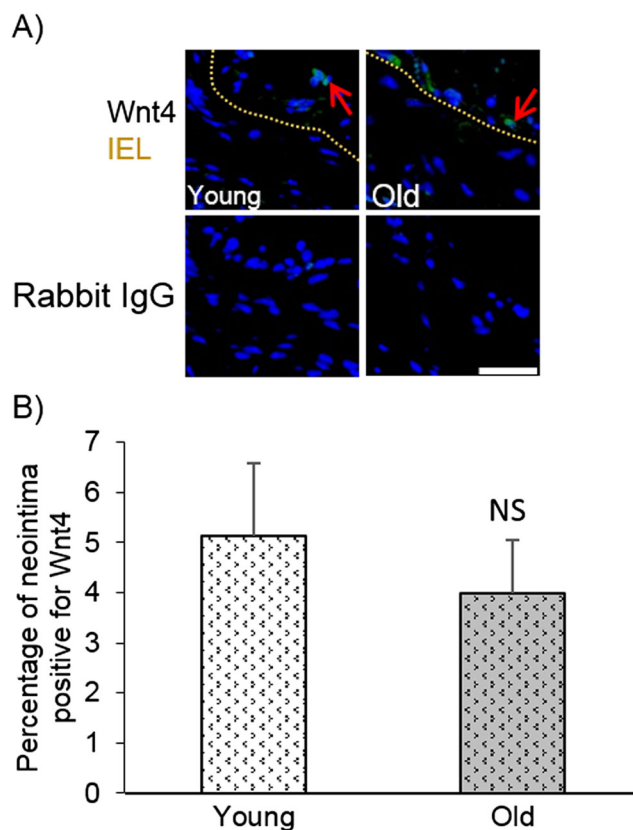 A)
Wnt4
IEL
Young
Old
Rabbit IgG
B)
Percentage of neointima
positive for Wnt4
7
6
5
4
3
2
1
0
NS
Young
Old